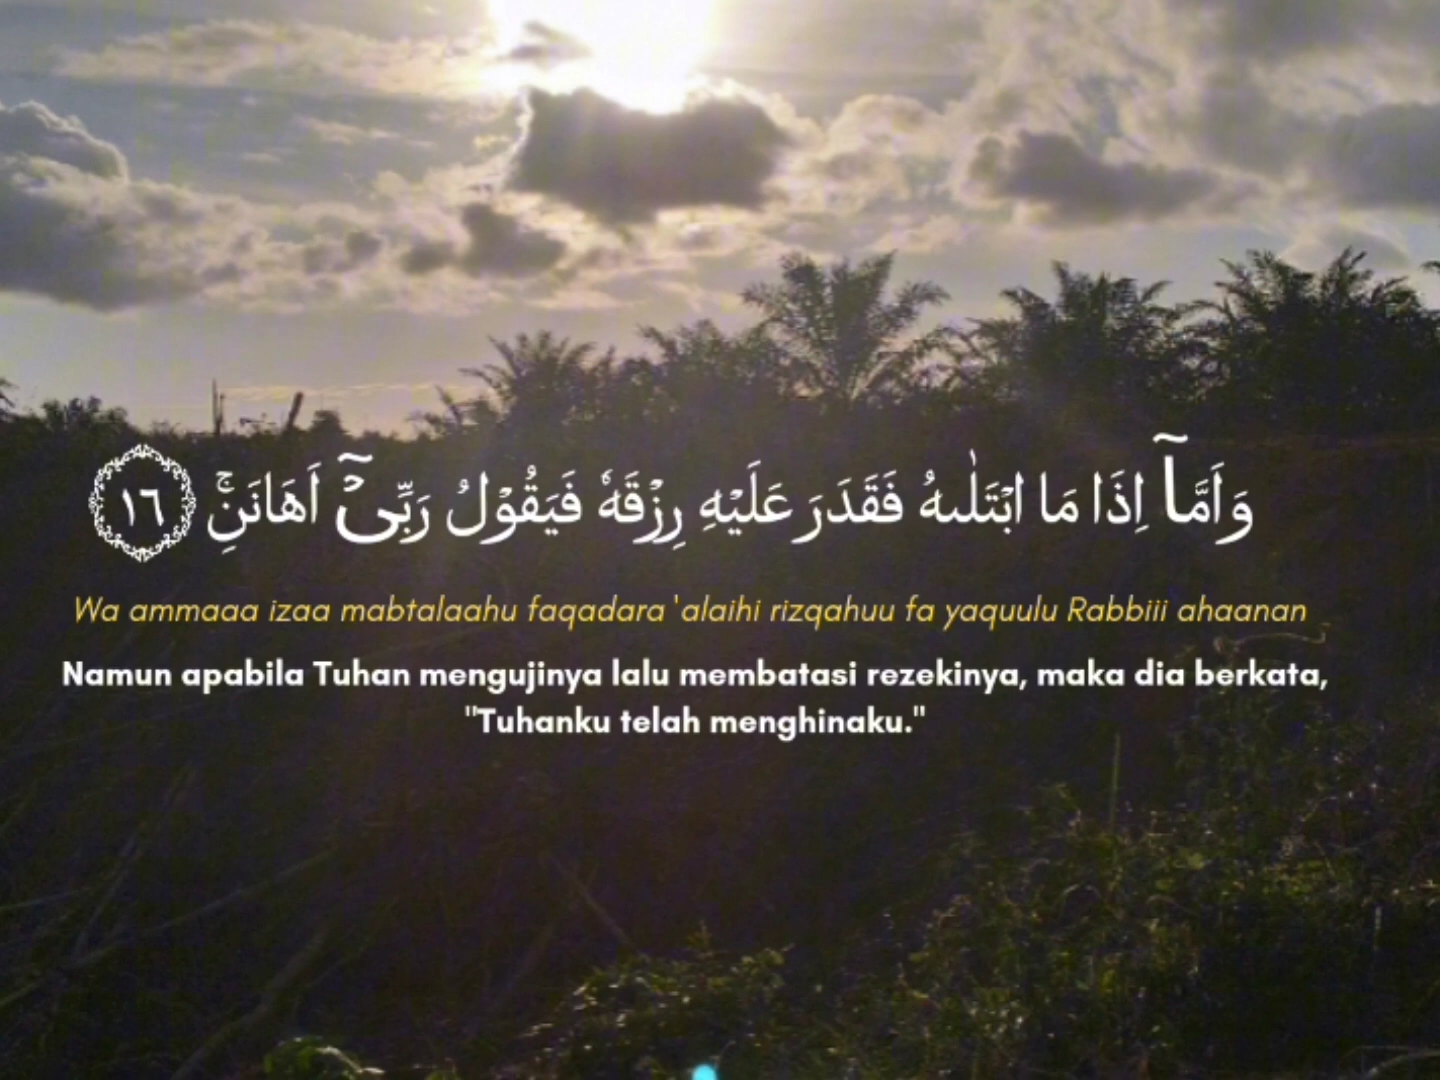 وَاَمَّآ اِذَا مَا ابْتَلٰىهُ فَقَدَرَ عَلَيْهِ رِزْقَهٗ فَيَقُوْلُ رَبِّيْٓ اَهَانَنِۚ ١٦
Wa ammaaa izaa mabtalaahu faqadara 'alaihi rizqahuu fa yaquulu Rabbiii ahaanan
Namun apabila Tuhan mengujinya lalu membatasi rezekinya, maka dia berkata,
"Tuhanku telah menghinaku."